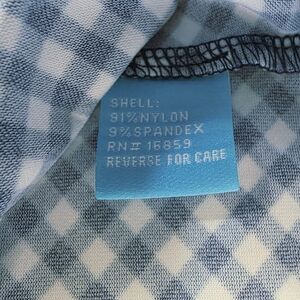 SHELL:
91%NYLON
9%SPANDEX
RN# 16859
REVERSE FOR CARE